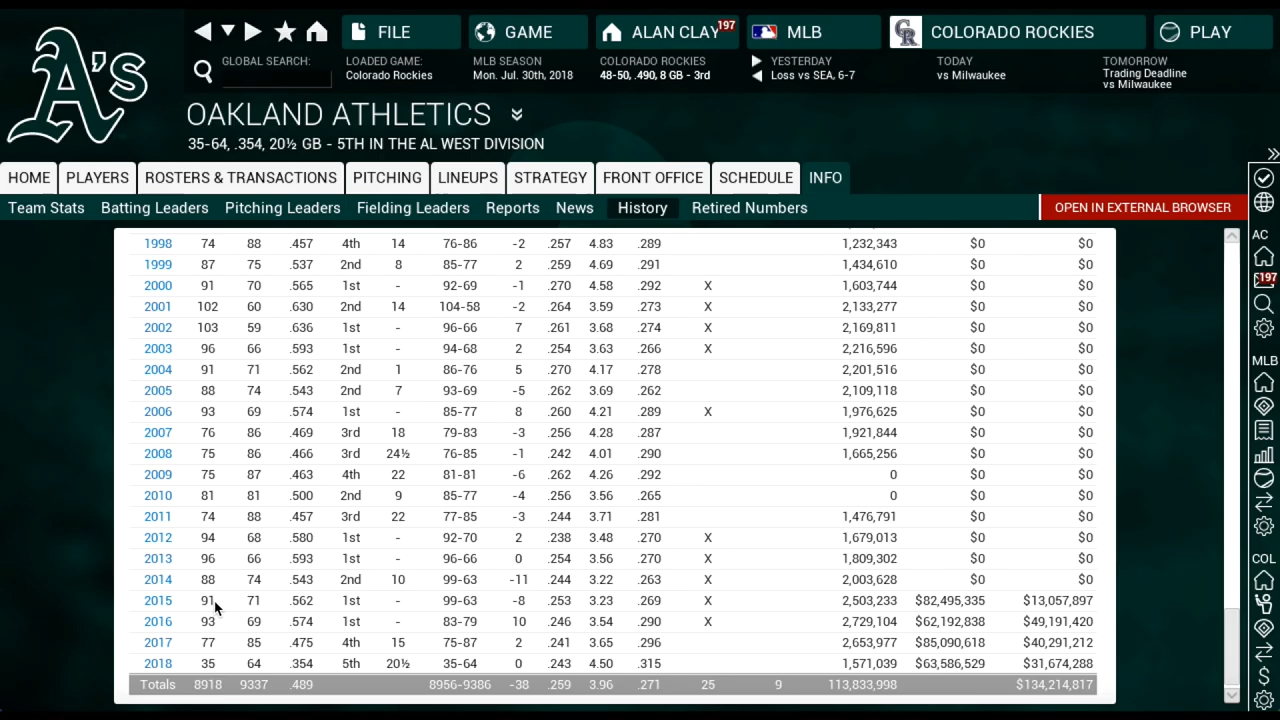 A's
FILE GAME ALAN CLAY 197 MLB CR COLORADO ROCKIES PLAY
GLOBAL SEARCH: LOADED GAME: MLB SEASON COLORADO ROCKIES YESTERDAY TODAY TOMORROW
Colorado Rockies Mon. Jul. 30th, 2018 48-50, .490, 8 GB - 3rd Loss vs SEA, 6-7 vs Milwaukee Trading Deadline
vs Milwaukee
OAKLAND ATHLETICS
35-64, .354, 20½ GB - 5TH IN THE AL WEST DIVISION
HOME PLAYERS ROSTERS & TRANSACTIONS PITCHING LINEUPS STRATEGY FRONT OFFICE SCHEDULE INFO
Team Stats Batting Leaders Pitching Leaders Fielding Leaders Reports News History Retired Numbers OPEN IN EXTERNAL BROWSER
1998 74 88 .457 4th 14 76-86 -2 .257 4.83 .289 1,232,343 $0 $0
1999 87 75 .537 2nd 8 85-77 2 .259 4.69 .291 1,434,610 $0 $0
2000 91 70 .565 1st - 92-69 -1 .270 4.58 .292 X 1,603,744 $0 $0
2001 102 60 .630 2nd 14 104-58 -2 .264 3.59 .273 X 2,133,277 $0 $0
2002 103 59 .636 1st - 96-66 7 .261 3.68 .274 X 2,169,811 $0 $0
2003 96 66 .593 1st - 94-68 2 .254 3.63 .266 X 2,216,596 $0 $0
2004 91 71 .562 2nd 1 86-76 5 .270 4.17 .278 2,201,516 $0 $0
2005 88 74 .543 2nd 7 93-69 -5 .262 3.69 .262 2,109,118 $0 $0
2006 93 69 .574 1st - 85-77 8 .260 4.21 .289 X 1,976,625 $0 $0
2007 76 86 .469 3rd 18 79-83 -3 .256 4.28 .287 1,921,844 $0 $0
2008 75 86 .466 3rd 24½ 76-85 -1 .242 4.01 .290 1,665,256 $0 $0
2009 75 87 .463 4th 22 81-81 -6 .262 4.26 .292 0 $0 $0
2010 81 81 .500 2nd 9 85-77 -4 .256 3.56 .265 0 $0 $0
2011 74 88 .457 3rd 22 77-85 -3 .244 3.71 .281 1,476,791 $0 $0
2012 94 68 .580 1st - 92-70 2 .238 3.48 .270 X 1,679,013 $0 $0
2013 96 66 .593 1st - 96-66 0 .254 3.56 .270 X 1,809,302 $0 $0
2014 88 74 .543 2nd 10 99-63 -11 .244 3.22 .263 X 2,003,628 $0 $0
2015 91 71 .562 1st - 99-63 -8 .253 3.23 .269 X 2,503,233 $82,495,335 $13,057,897
2016 93 69 .574 1st - 83-79 10 .246 3.54 .290 X 2,729,104 $62,192,838 $49,191,420
2017 77 85 .475 4th 15 75-87 2 .241 3.65 .296 2,653,977 $85,090,618 $40,291,212
2018 35 64 .354 5th 20½ 35-64 0 .243 4.50 .315 1,571,039 $63,586,529 $31,674,288
Totals 8918 9337 .489 8956-9386 -38 .259 3.96 .271 25 9 113,833,998 $134,214,817
AC
197
MLB
COL
$